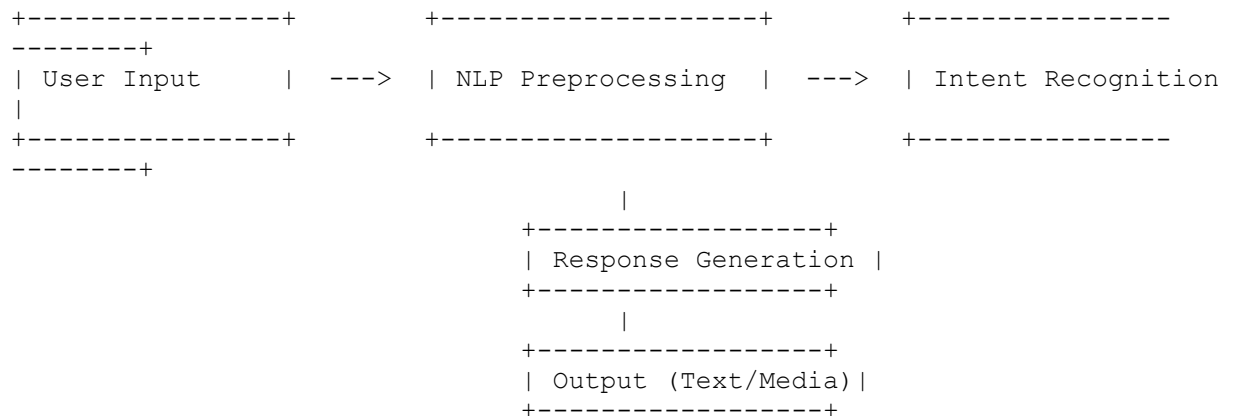 +----------------+ +--------------------+ +----------------
--------+
| User Input | ---> | NLP Preprocessing | ---> | Intent Recognition
|
+----------------+ +--------------------+ +----------------
--------+
|
+------------------+
| Response Generation |
+------------------+
|
+------------------+
| Output (Text/Media)|
+------------------+